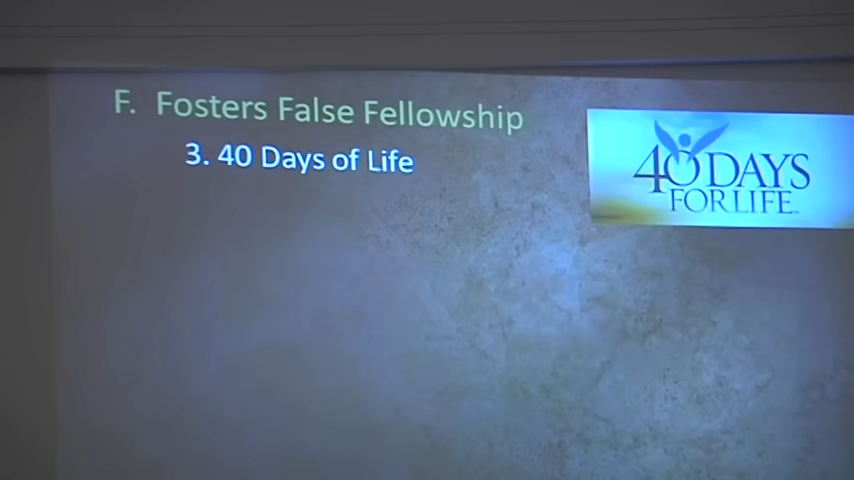 F. Fosters False Fellowship
3. 40 Days of Life
40 DAYS
FOR LIFE